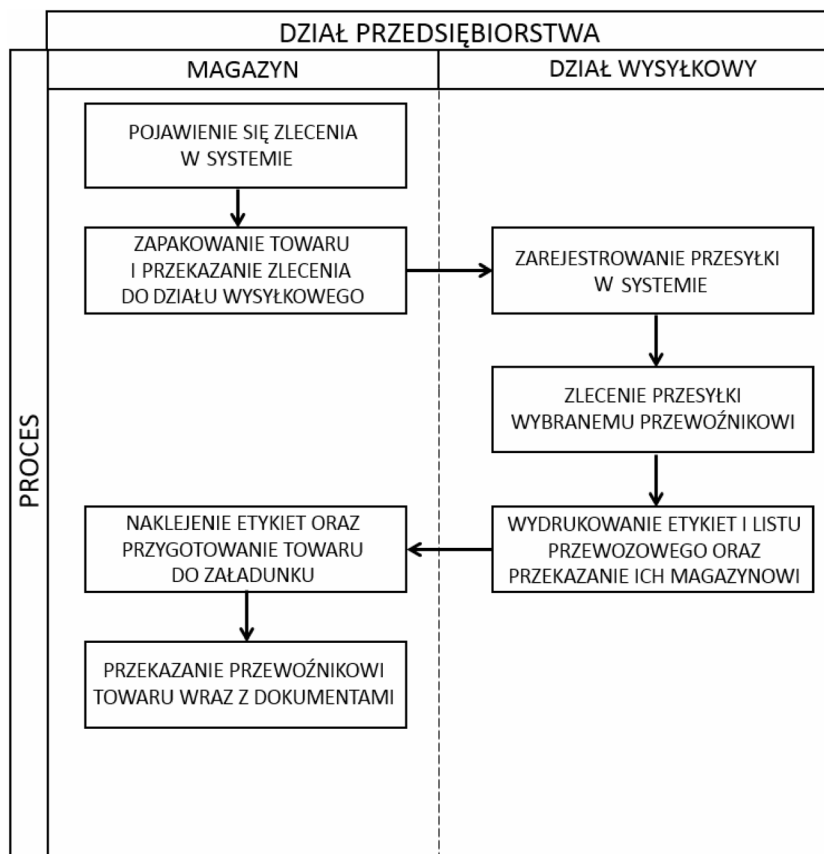 DZIAŁ PRZEDSIĘBIORSTWA
MAGAZYN
DZIAŁ WYSYŁKOWY
PROCES
POJAWIENIE SIĘ ZLECENIA
W SYSTEMIE
ZAPAKOWANIE TOWARU
I PRZEKAZANIE ZLECENIA
DO DZIAŁU WYSYŁKOWEGO
ZAREJESTROWANIE PRZESYŁKI
W SYSTEMIE
ZLECENIE PRZESYŁKI
WYBRANEMU PRZEWOŹNIKOWI
WYDRUKOWANIE ETYKIET I LISTU
PRZEWOZOWEGO ORAZ
PRZEKAZANIE ICH MAGAZYNOWI
NAKLEJENIE ETYKIET ORAZ
PRZYGOTOWANIE TOWARU
DO ZAŁADUNKU
PRZEKAZANIE PRZEWOŹNIKOWI
TOWARU WRAZ Z DOKUMENTAMI